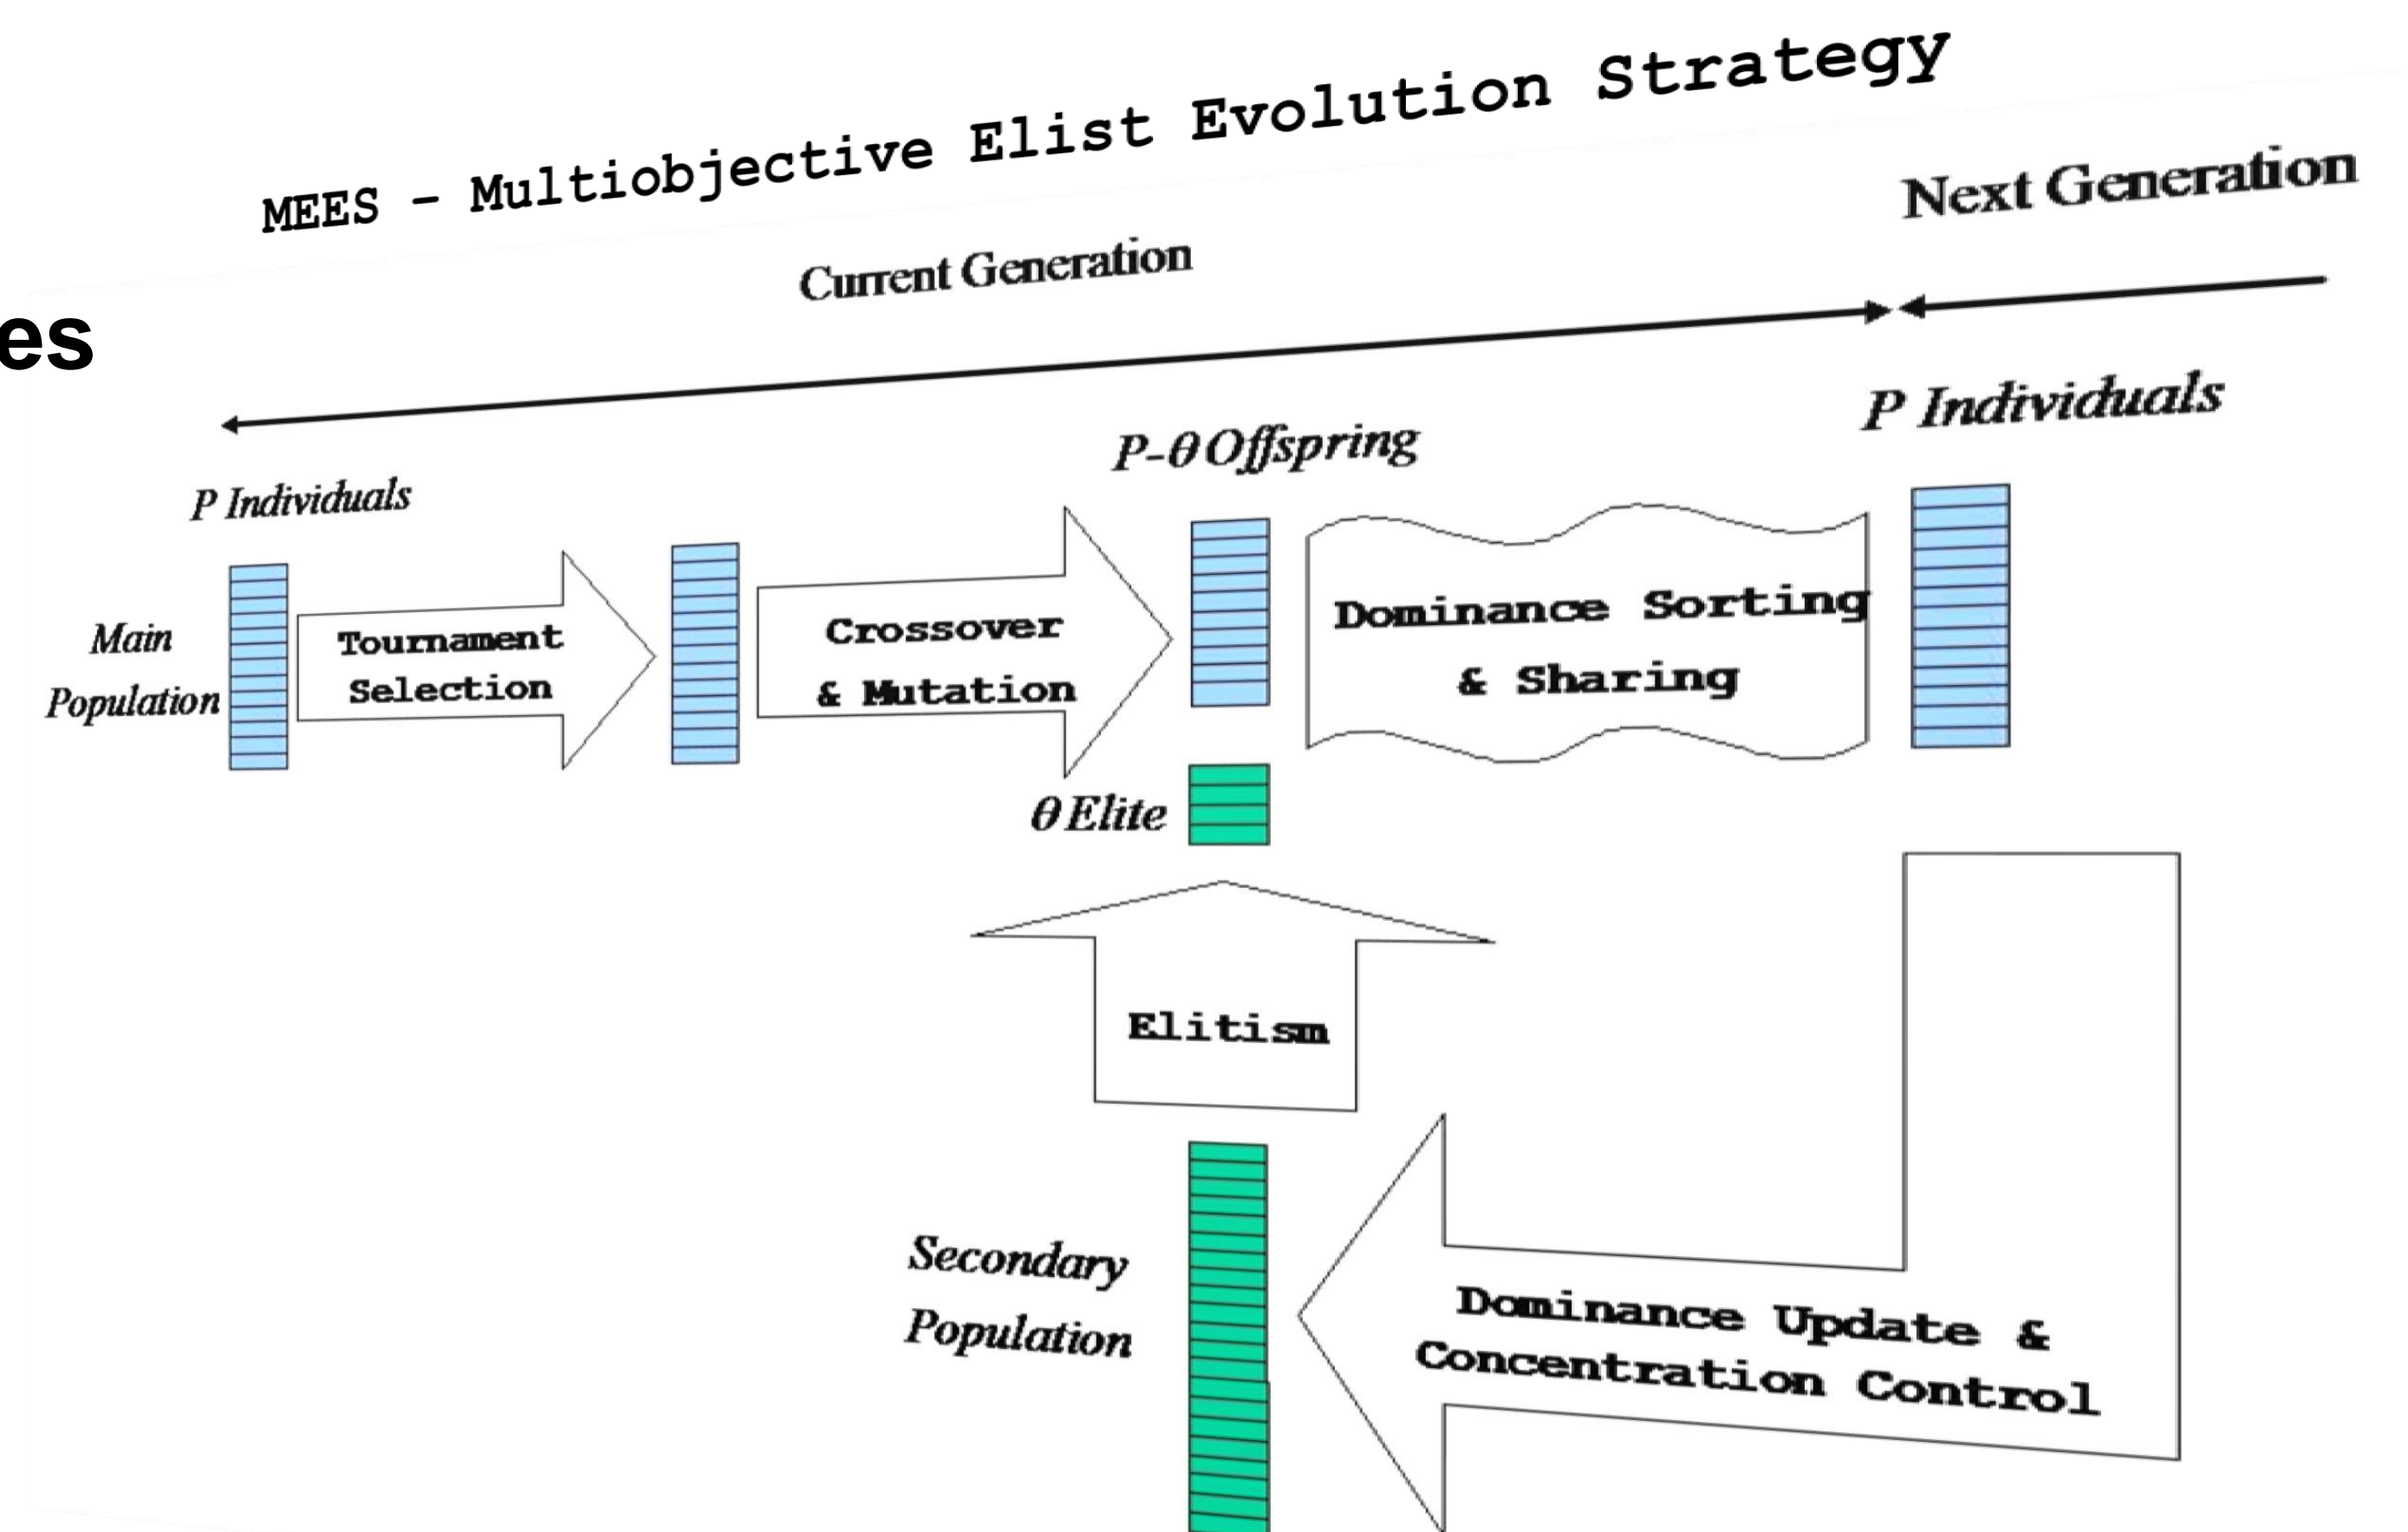 MEES - Multiobjective Elist Evolution Strategy
Next Generation
Current Generation
es
P Individuals
P-θ Offspring
P Individuals
Main
Population
Tournament
Selection
Crossover
& Mutation
Dominance Sorting
& Sharing
θ Elite
Elitism
Secondary
Population
Dominance Update &
Concentration Control